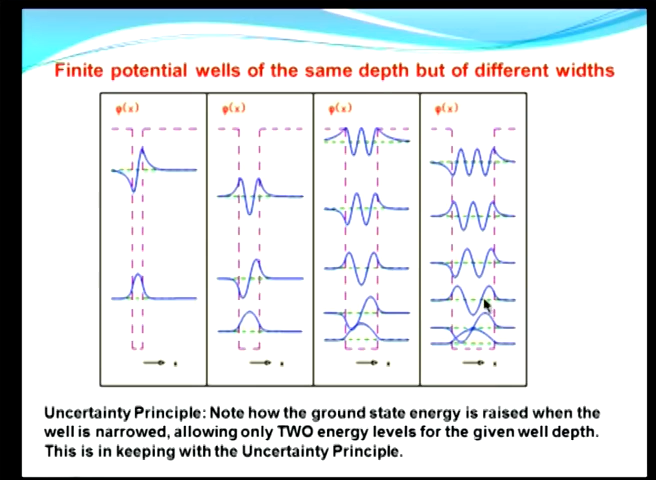 Finite potential wells of the same depth but of different widths
φ(x) φ(x) φ(x) φ(x)
x x x x
Uncertainty Principle: Note how the ground state energy is raised when the
well is narrowed, allowing only TWO energy levels for the given well depth.
This is in keeping with the Uncertainty Principle.